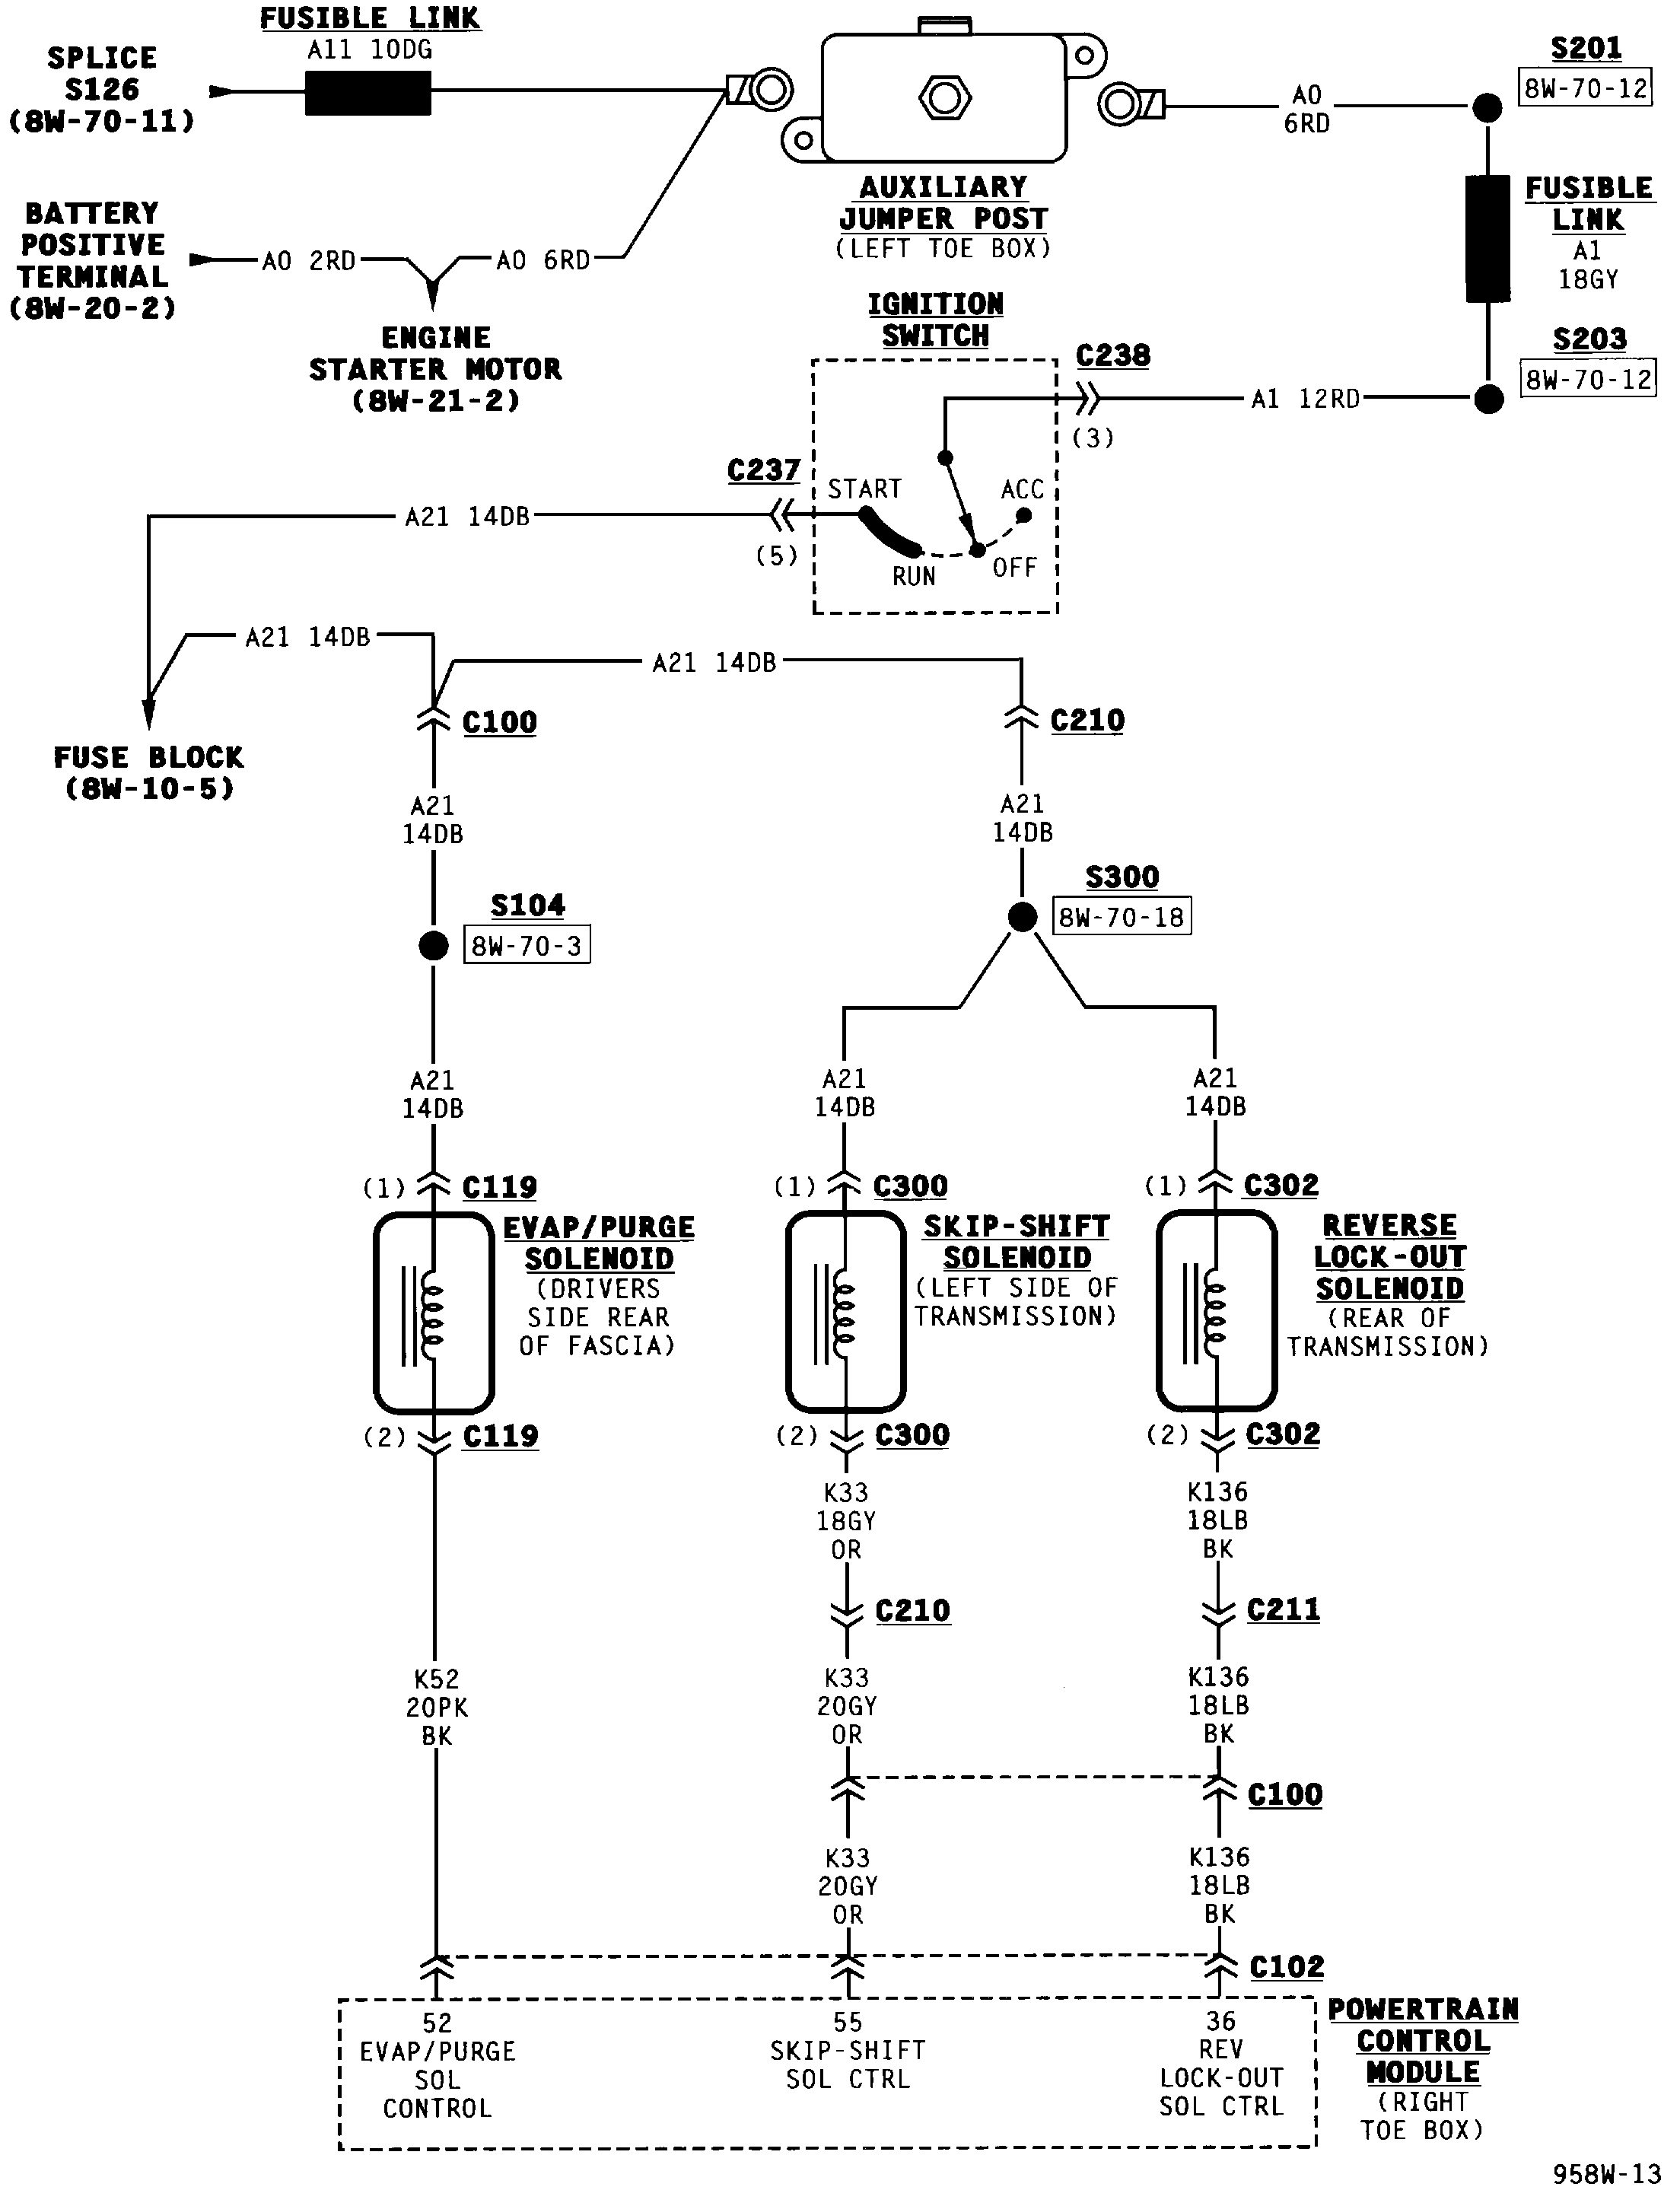 FUSIBLE LINK
A11 10DG
SPLICE
S126
(8W-70-11)
BATTERY
POSITIVE
TERMINAL
(8W-20-2)
A0 2RD
A0 6RD
ENGINE
STARTER MOTOR
(8W-21-2)
AUXILIARY
JUMPER POST
(LEFT TOE BOX)
A0
6RD
S201
8W-70-12
FUSIBLE
LINK
A1
18GY
S203
8W-70-12
IGNITION
SWITCH
C238
(3)
A1 12RD
C237
(5)
START
ACC
RUN
OFF
A21 14DB
A21 14DB
A21 14DB
FUSE BLOCK
(8W-10-5)
C100
C210
A21
14DB
A21
14DB
S104
8W-70-3
S300
8W-70-18
A21
14DB
A21
14DB
A21
14DB
(1) C119
(1) C300
(1) C302
EVAP/PURGE
SOLENOID
(DRIVERS
SIDE REAR
OF FASCIA)
SKIP-SHIFT
SOLENOID
(LEFT SIDE OF
TRANSMISSION)
REVERSE
LOCK-OUT
SOLENOID
(REAR OF
TRANSMISSION)
(2) C119
(2) C300
(2) C302
K33
18GY
OR
K136
18LB
BK
C210
C211
K52
20PK
BK
K33
20GY
OR
K136
18LB
BK
C100
K33
20GY
OR
K136
18LB
BK
C102
52
EVAP/PURGE
SOL
CONTROL
55
SKIP-SHIFT
SOL CTRL
36
REV
LOCK-OUT
SOL CTRL
POWERTRAIN
CONTROL
MODULE
(RIGHT
TOE BOX)
958W-13